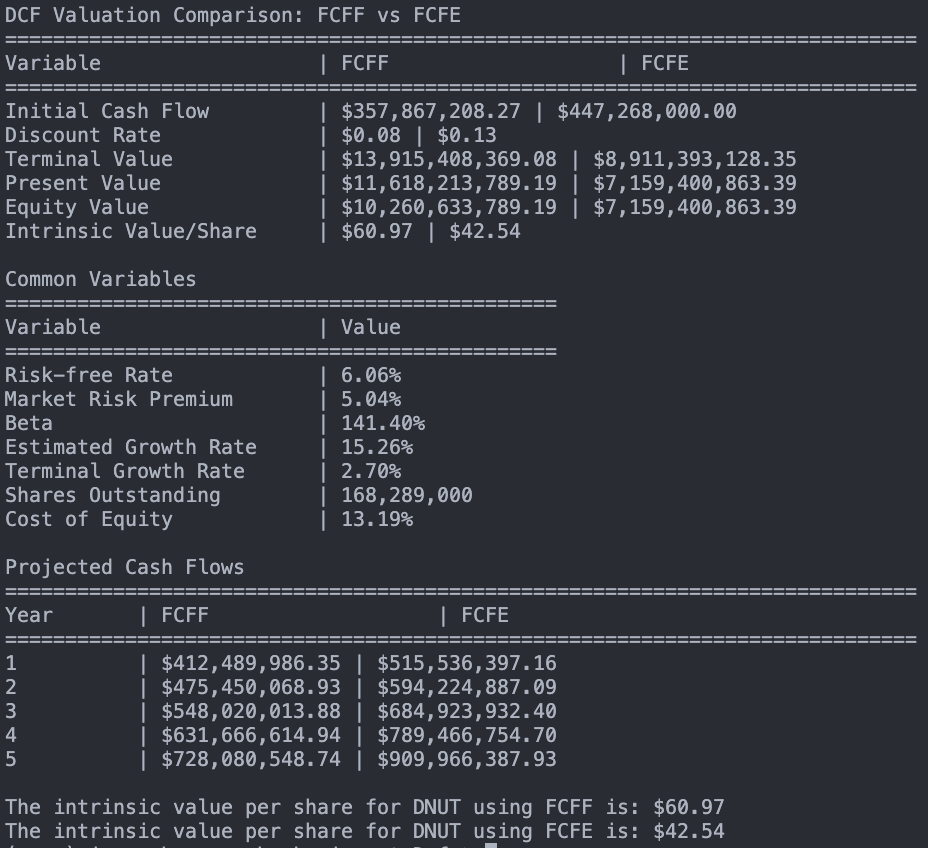 DCF Valuation Comparison: FCFF vs FCFE
============================================================================
Variable                  | FCFF                   | FCFE
============================================================================
Initial Cash Flow         | $357,867,208.27 | $447,268,000.00
Discount Rate             | $0.08 | $0.13
Terminal Value            | $13,915,408,369.08 | $8,911,393,128.35
Present Value             | $11,618,213,789.19 | $7,159,400,863.39
Equity Value              | $10,260,633,789.19 | $7,159,400,863.39
Intrinsic Value/Share     | $60.97 | $42.54
Common Variables
==============================================
Variable                  | Value
==============================================
Risk-free Rate            | 6.06%
Market Risk Premium       | 5.04%
Beta                      | 141.40%
Estimated Growth Rate     | 15.26%
Terminal Growth Rate      | 2.70%
Shares Outstanding        | 168,289,000
Cost of Equity            | 13.19%
Projected Cash Flows
============================================================================
Year       | FCFF                   | FCFE
============================================================================
1          | $412,489,986.35 | $515,536,397.16
2          | $475,450,068.93 | $594,224,887.09
3          | $548,020,013.88 | $684,923,932.40
4          | $631,666,614.94 | $789,466,754.70
5          | $728,080,548.74 | $909,966,387.93
The intrinsic value per share for DNUT using FCFF is: $60.97
The intrinsic value per share for DNUT using FCFE is: $42.54